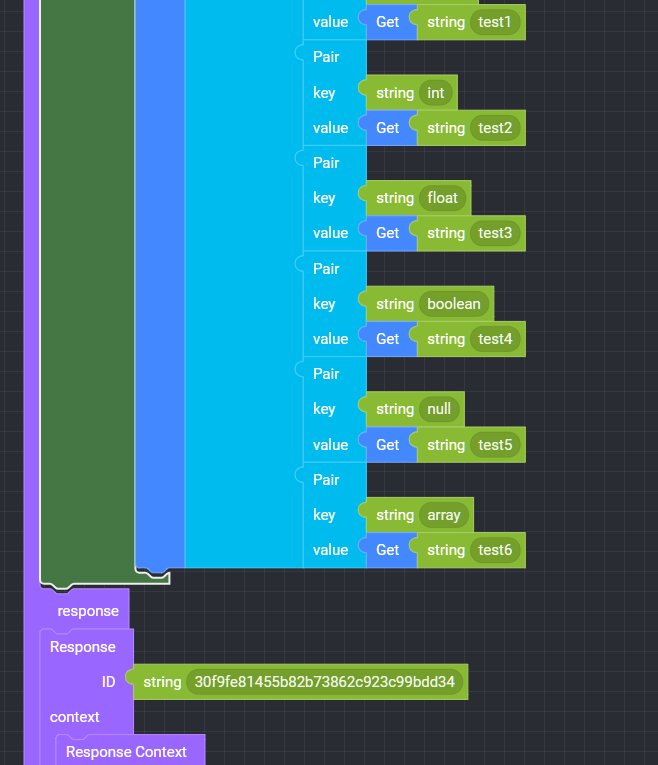 value Get string test1
Pair
key string int
value Get string test2
Pair
key string float
value Get string test3
Pair
key string boolean
value Get string test4
Pair
key string null
value Get string test5
Pair
key string array
value Get string test6
response
Response
ID string 30f9fe81455b82b73862c923c99bdd34
context
Response Context